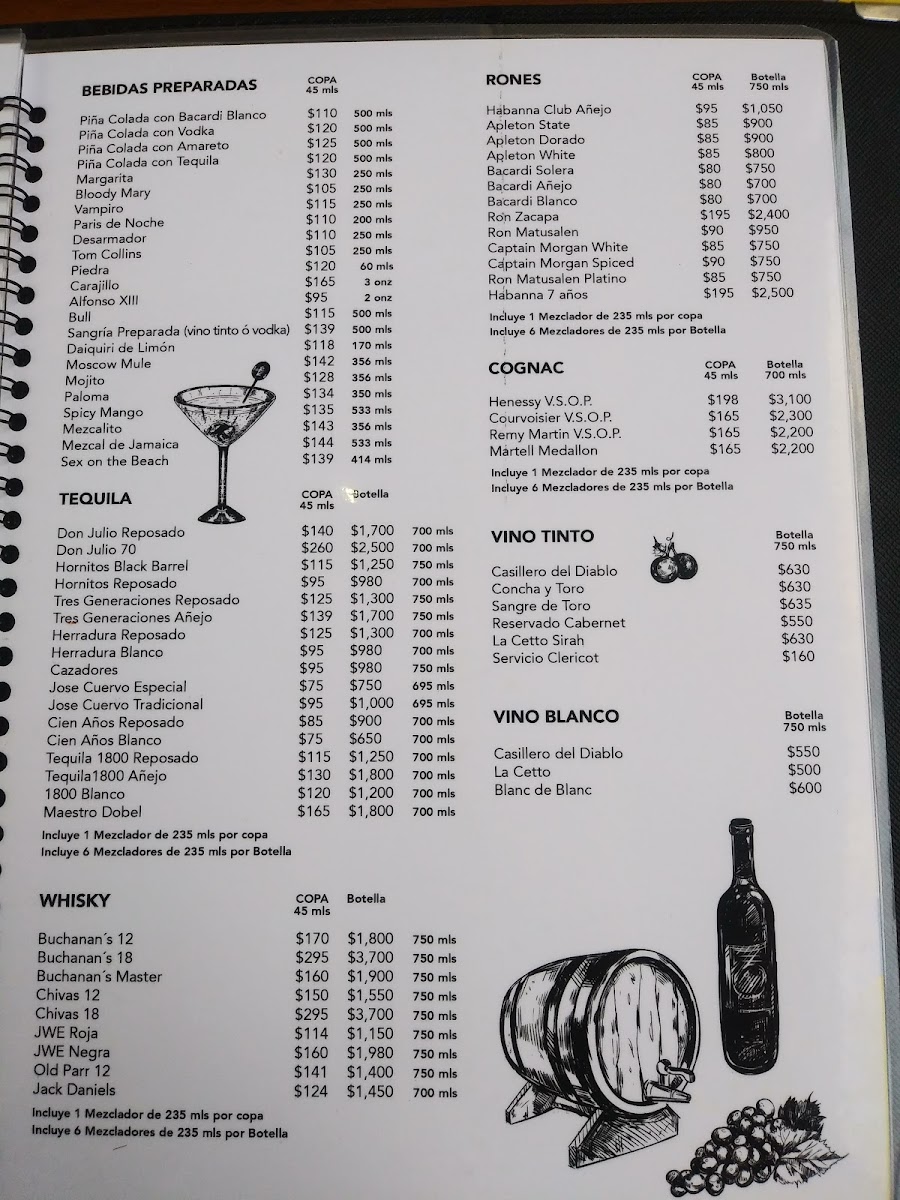 BEBIDAS PREPARADAS COPA 45 mls
Piña Colada con Bacardi Blanco $110 500 mls
Piña Colada con Vodka $120 500 mls
Piña Colada con Amareto $125 500 mls
Piña Colada con Tequila $120 500 mls
Margarita $130 250 mls
Bloody Mary $105 250 mls
Vampiro $115 250 mls
Paris de Noche $110 200 mls
Desarmador $110 250 mls
Tom Collins $105 250 mls
Piedra $120 60 mls
Carajillo $165 3 onz
Alfonso XIII $95 2 onz
Bull $115 500 mls
Sangría Preparada (vino tinto ó vodka) $139 500 mls
Daiquiri de Limón $118 170 mls
Moscow Mule $142 356 mls
Mojito $128 356 mls
Paloma $134 350 mls
Spicy Mango $135 533 mls
Mezcalito $143 356 mls
Mezcal de Jamaica $144 533 mls
Sex on the Beach $139 414 mls
TEQUILA COPA 45 mls Botella
Don Julio Reposado $140 $1,700 700 mls
Don Julio 70 $260 $2,500 700 mls
Hornitos Black Barrel $115 $1,250 750 mls
Hornitos Reposado $95 $980 700 mls
Tres Generaciones Reposado $125 $1,300 750 mls
Tres Generaciones Añejo $139 $1,700 750 mls
Herradura Reposado $125 $1,300 700 mls
Herradura Blanco $95 $980 700 mls
Cazadores $95 $980 750 mls
Jose Cuervo Especial $75 $750 695 mls
Jose Cuervo Tradicional $95 $1,000 695 mls
Cien Años Reposado $85 $900 700 mls
Cien Años Blanco $75 $650 700 mls
Tequila 1800 Reposado $115 $1,250 700 mls
Tequila1800 Añejo $130 $1,800 700 mls
1800 Blanco $120 $1,200 700 mls
Maestro Dobel $165 $1,800 700 mls
Incluye 1 Mezclador de 235 mls por copa
Incluye 6 Mezcladores de 235 mls por Botella
WHISKY COPA 45 mls Botella
Buchanan´s 12 $170 $1,800 750 mls
Buchanan´s 18 $295 $3,700 750 mls
Buchanan´s Master $160 $1,900 750 mls
Chivas 12 $150 $1,550 750 mls
Chivas 18 $295 $3,700 750 mls
JWE Roja $114 $1,150 750 mls
JWE Negra $160 $1,980 750 mls
Old Parr 12 $141 $1,400 750 mls
Jack Daniels $124 $1,450 700 mls
Incluye 1 Mezclador de 235 mls por copa
Incluye 6 Mezcladores de 235 mls por Botella
RONES COPA 45 mls Botella 750 mls
Habanna Club Añejo $95 $1,050
Apleton State $85 $900
Apleton Dorado $85 $900
Apleton White $85 $800
Bacardi Solera $80 $750
Bacardi Añejo $80 $700
Bacardi Blanco $80 $700
Ron Zacapa $195 $2,400
Ron Matusalen $90 $950
Captain Morgan White $85 $750
Captain Morgan Spiced $90 $750
Ron Matusalen Platino $85 $750
Habanna 7 años $195 $2,500
Incluye 1 Mezclador de 235 mls por copa
Incluye 6 Mezcladores de 235 mls por Botella
COGNAC COPA 45 mls Botella 700 mls
Henessy V.S.O.P. $198 $3,100
Courvoisier V.S.O.P. $165 $2,300
Remy Martin V.S.O.P. $165 $2,200
Martell Medallon $165 $2,200
Incluye 1 Mezclador de 235 mls por copa
Incluye 6 Mezcladores de 235 mls por Botella
VINO TINTO Botella 750 mls
Casillero del Diablo $630
Concha y Toro $630
Sangre de Toro $635
Reservado Cabernet $550
La Cetto Sirah $630
Servicio Clericot $160
VINO BLANCO Botella 750 mls
Casillero del Diablo $550
La Cetto $500
Blanc de Blanc $600